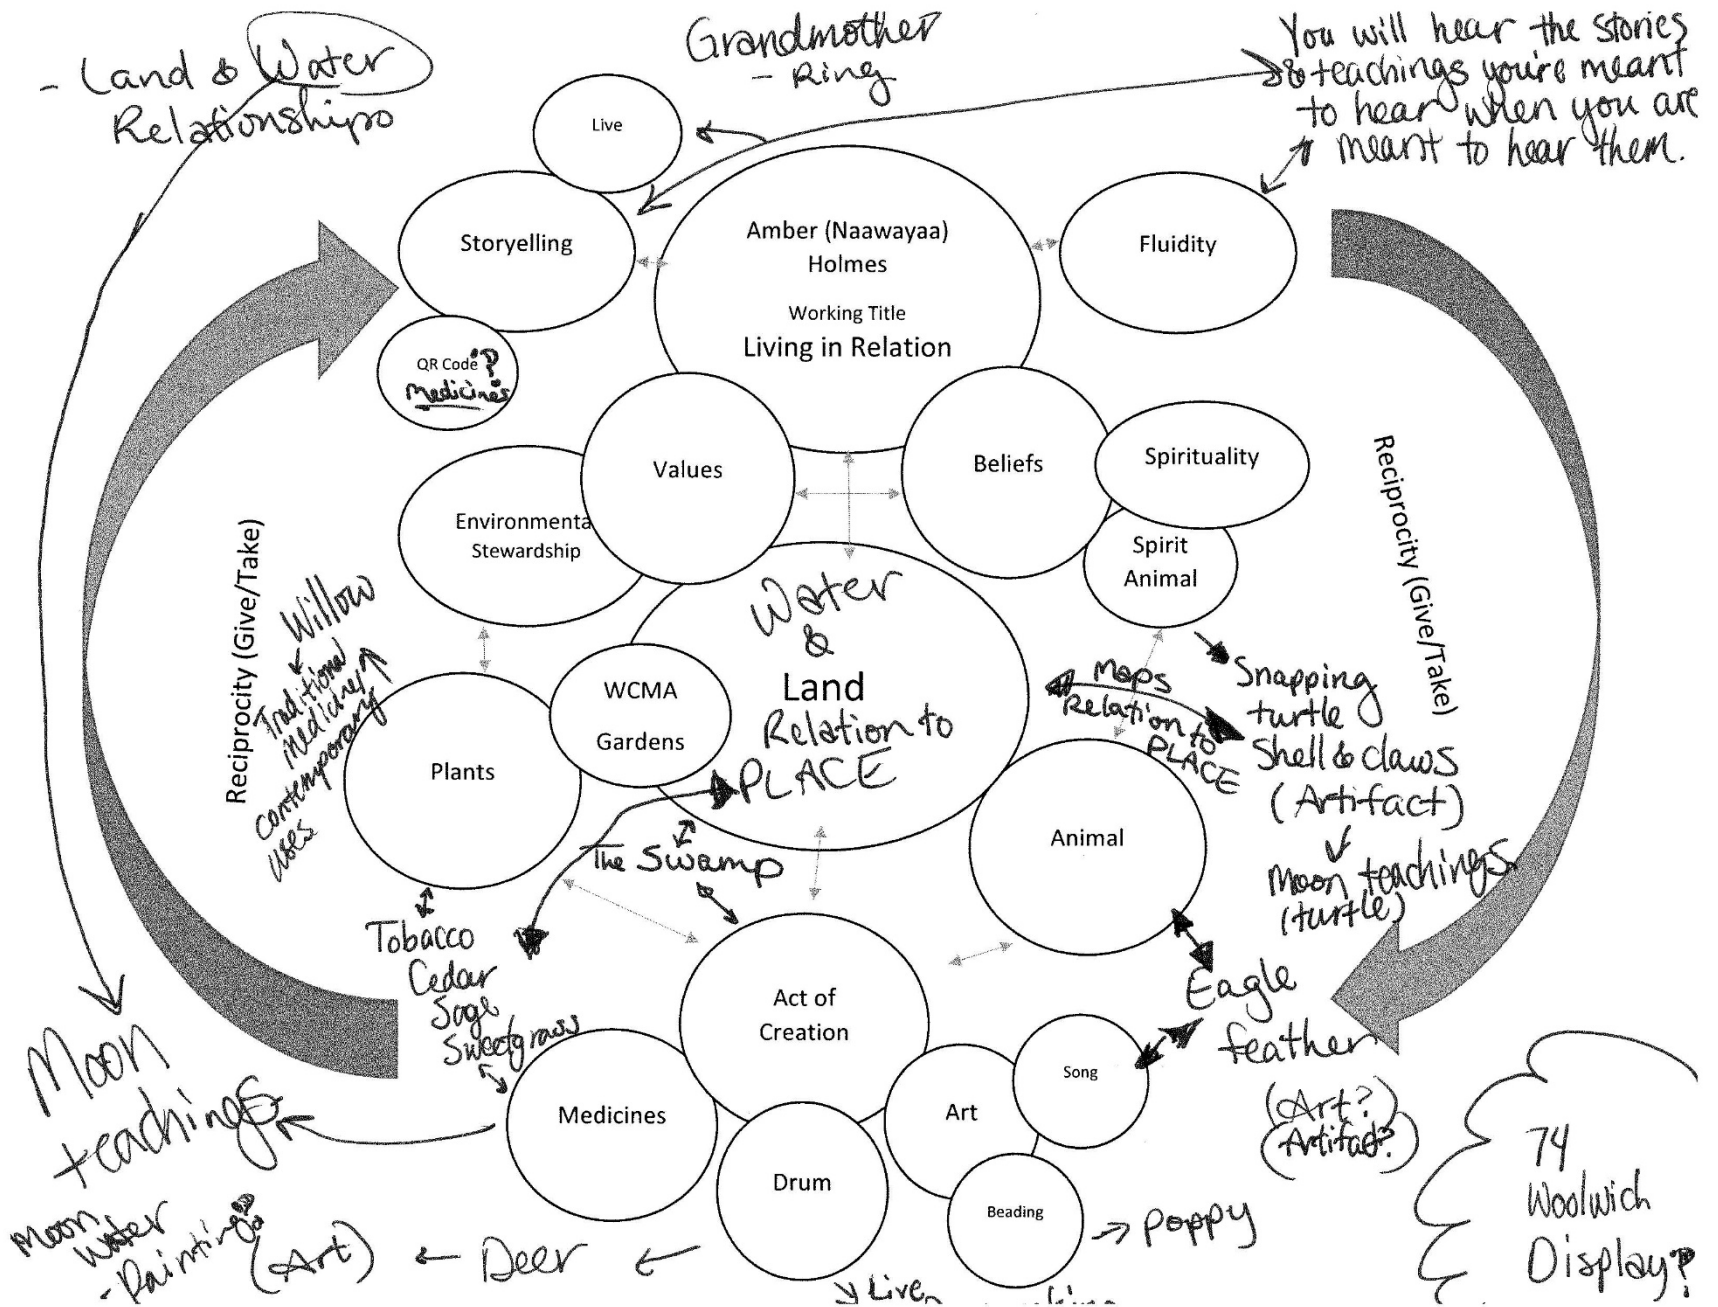 - Land & Water
Relationships
Grandmother
- Ring
You will hear the stories
& teachings you're meant
to hear when you are
meant to hear them.
Live
Storyelling
QR Code ?
Medicines
Amber (Naawayaa)
Holmes
Working Title
Living in Relation
Fluidity
Values
Beliefs
Spirituality
Spirit
Animal
Environmenta
Stewardship
Reciprocity (Give/Take)
Reciprocity (Give/Take)
Willow
Traditional
medicine
contemporary
uses
Plants
WCMA
Gardens
Water
&
Land
Relation to
PLACE
Maps
Relation to
PLACE
Snapping
turtle
Shell & claws
(Artifact)
Moon teachings
(turtle)
Animal
The Swamp
Tobacco
Cedar
Sage
Sweetgrass
Act of
Creation
Eagle
feather
(Art?)
(Artifact?)
Moon
teachings
Medicines
Drum
Art
Song
Beading
→ Poppy
Moon
Water
- Painting?
(Art) ← Deer ←
Live
74
Woolwich
Display?